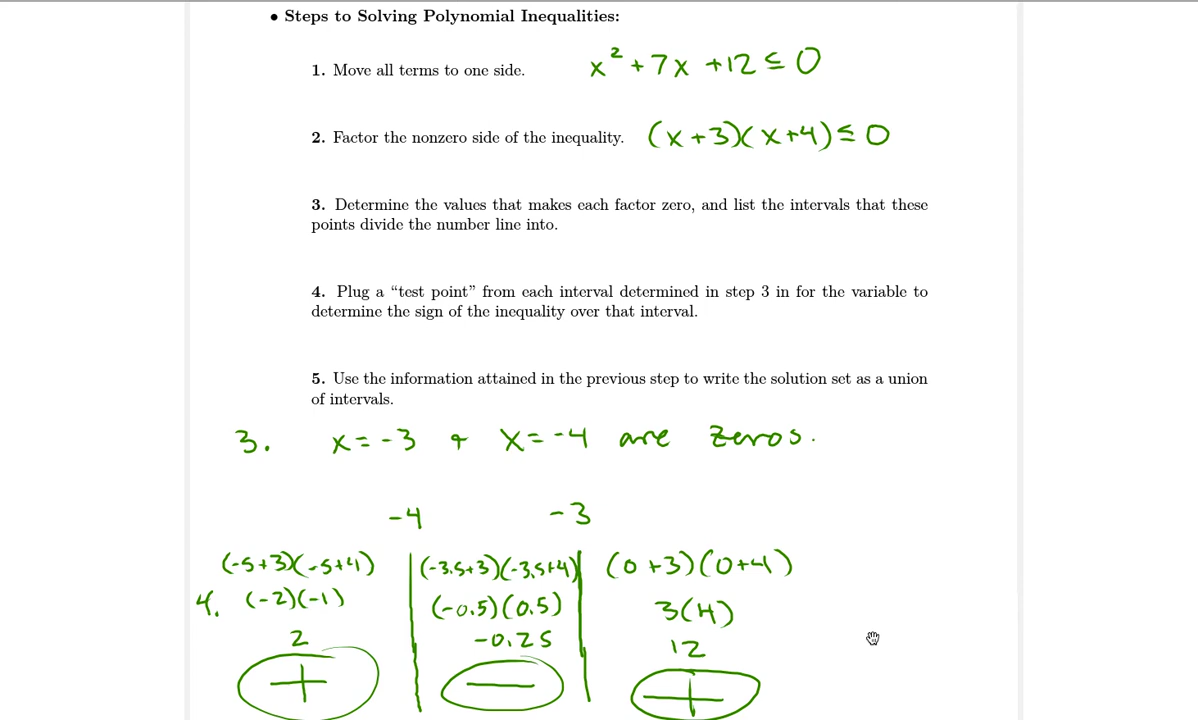 • Steps to Solving Polynomial Inequalities:
1. Move all terms to one side. x² + 7x + 12 ≤ 0
2. Factor the nonzero side of the inequality. (x + 3)(x + 4) ≤ 0
3. Determine the values that makes each factor zero, and list the intervals that these
points divide the number line into.
4. Plug a “test point” from each interval determined in step 3 in for the variable to
determine the sign of the inequality over that interval.
5. Use the information attained in the previous step to write the solution set as a union
of intervals.
3. x = -3 + x = -4 are zeros.
-4 -3
(-5+3)(-5+4) (-3.5+3)(-3.5+4) (0+3)(0+4)
4. (-2)(-1) (-0.5)(0.5) 3(4)
2 -0.25 12
+ − +